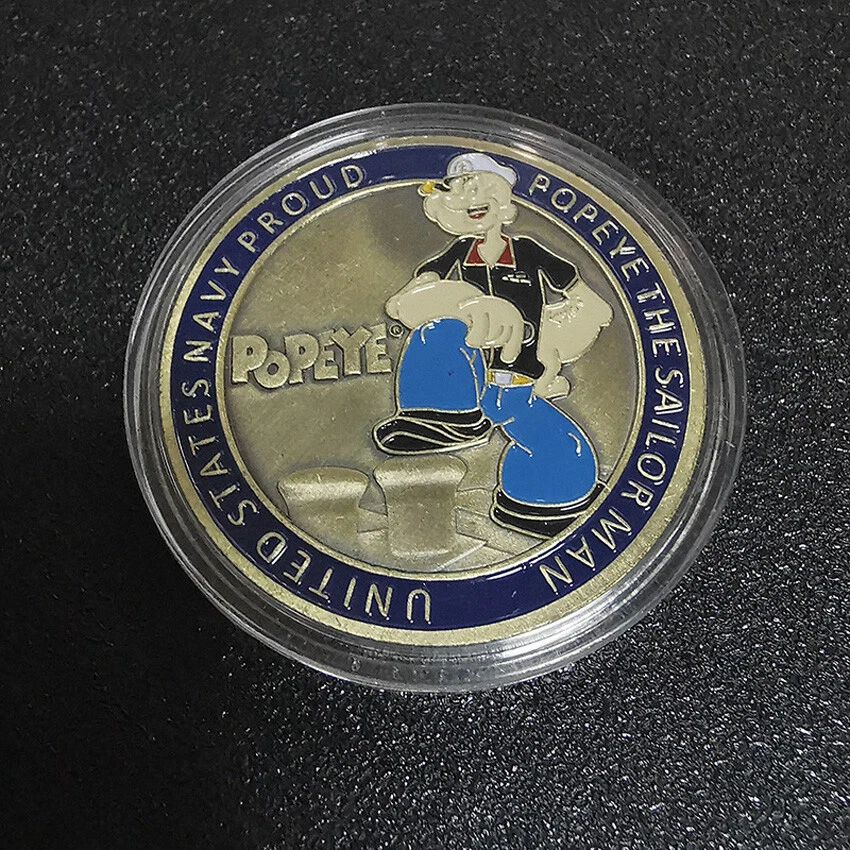 UNITED STATES NAVY PROUD
POPEYE THE SAILOR MAN
POPEYE®